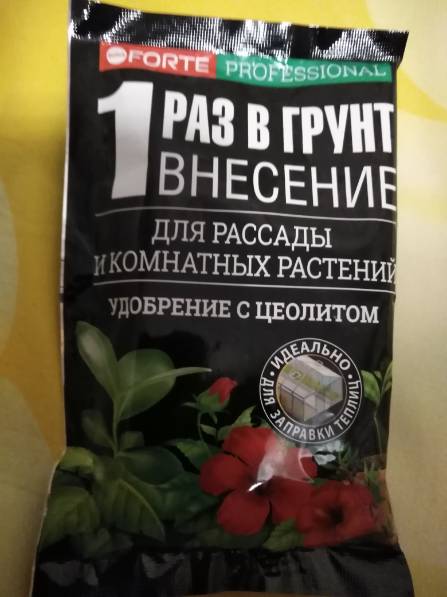 FORTE PROFESSIONAL
1 РАЗ В ГРУНТ
ВНЕСЕНИЕ
ДЛЯ РАССАДЫ
И КОМНАТНЫХ РАСТЕНИЙ
УДОБРЕНИЕ С ЦЕОЛИТОМ
• ИДЕАЛЬНО •
ДЛЯ ЗАПРАВКИ ТЕПЛИЦ